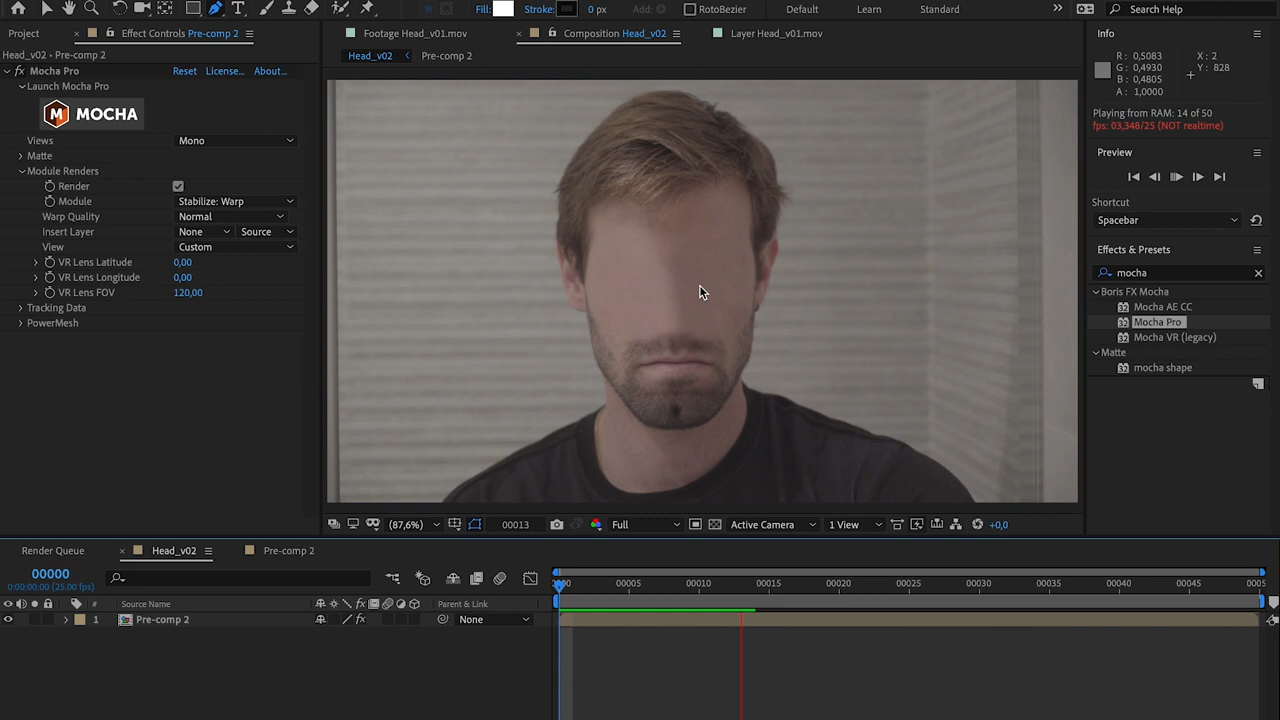 Fill:
Stroke:
0 px
Add:
RotoBezier
Default
Learn
Standard
Search Help
Project
Effect Controls Pre-comp 2
Footage Head_v01.mov
Composition Head_v02
Layer Head_v01.mov
Info
Head_v02 • Pre-comp 2
Head_v02
Pre-comp 2
R : 0,5083
G : 0,4930
B : 0,4805
A : 1,0000
X : 2
Y : 828
fx Mocha Pro
Reset
License...
About...
Launch Mocha Pro
M MOCHA
Playing from RAM: 14 of 50
fps: 03,348/25 (NOT realtime)
Views
Mono
Matte
Module Renders
Preview
Render
Module
Stabilize: Warp
Shortcut
Warp Quality
Normal
Spacebar
Insert Layer
None
Source
View
Custom
Effects & Presets
VR Lens Latitude
0,00
mocha
VR Lens Longitude
0,00
VR Lens FOV
120,00
Boris FX Mocha
Tracking Data
Mocha AE CC
PowerMesh
Mocha Pro
Mocha VR (legacy)
Matte
mocha shape
(87,6%)
00013
Full
Active Camera
1 View
+0,0
Render Queue
Head_v02
Pre-comp 2
00000
0:00:00:00 (25.00 fps)
00005
00010
00015
00020
00025
00030
00035
00040
00045
#
Source Name
fx
Parent & Link
1
Pre-comp 2
fx
None